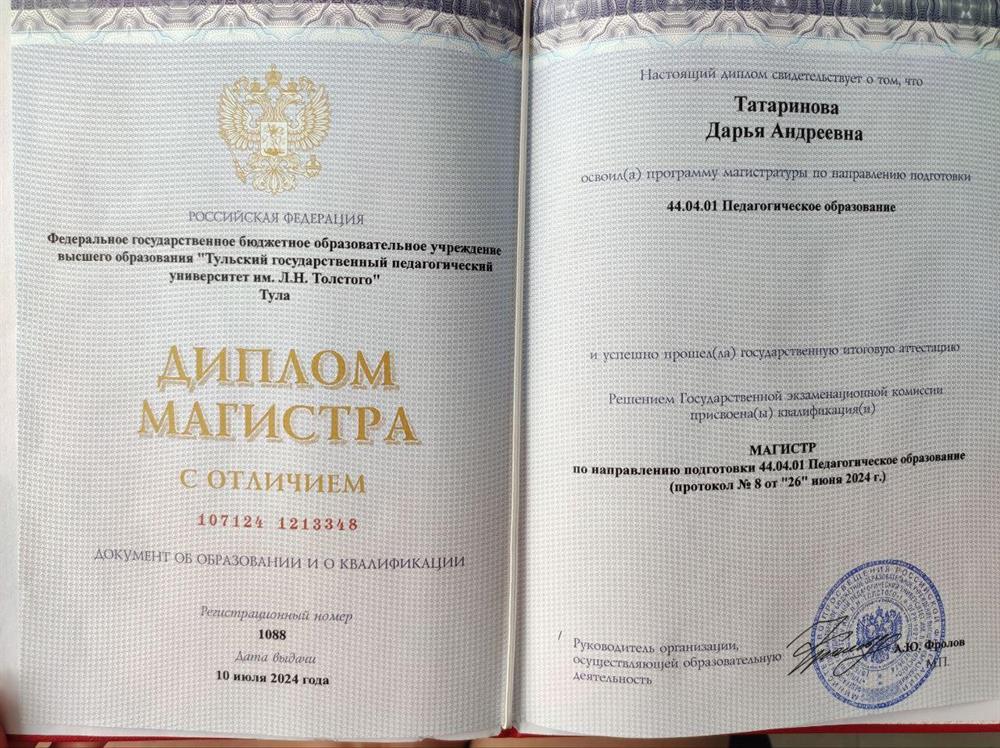 РОССИЙСКАЯ ФЕДЕРАЦИЯ
Федеральное государственное бюджетное образовательное учреждение
высшего образования "Тульский государственный педагогический
университет им. Л.Н. Толстого"
Тула
ДИПЛОМ
МАГИСТРА
С ОТЛИЧИЕМ
107124 1213348
ДОКУМЕНТ ОБ ОБРАЗОВАНИИ И О КВАЛИФИКАЦИИ
Регистрационный номер
1088
Дата выдачи
10 июля 2024 года
Настоящий диплом свидетельствует о том, что
Татаринова
Дарья Андреевна
освоил(а) программу магистратуры по направлению подготовки
44.04.01 Педагогическое образование
и успешно прошел(ла) государственную итоговую аттестацию
Решением Государственной экзаменационной комиссии
присвоена(ы) квалификация(и)
МАГИСТР
по направлению подготовки 44.04.01 Педагогическое образование
(протокол № 8 от "26" июня 2024 г.)
Руководитель организации,
осуществляющей образовательную
деятельность
А.Ю. Фролов
М.П.